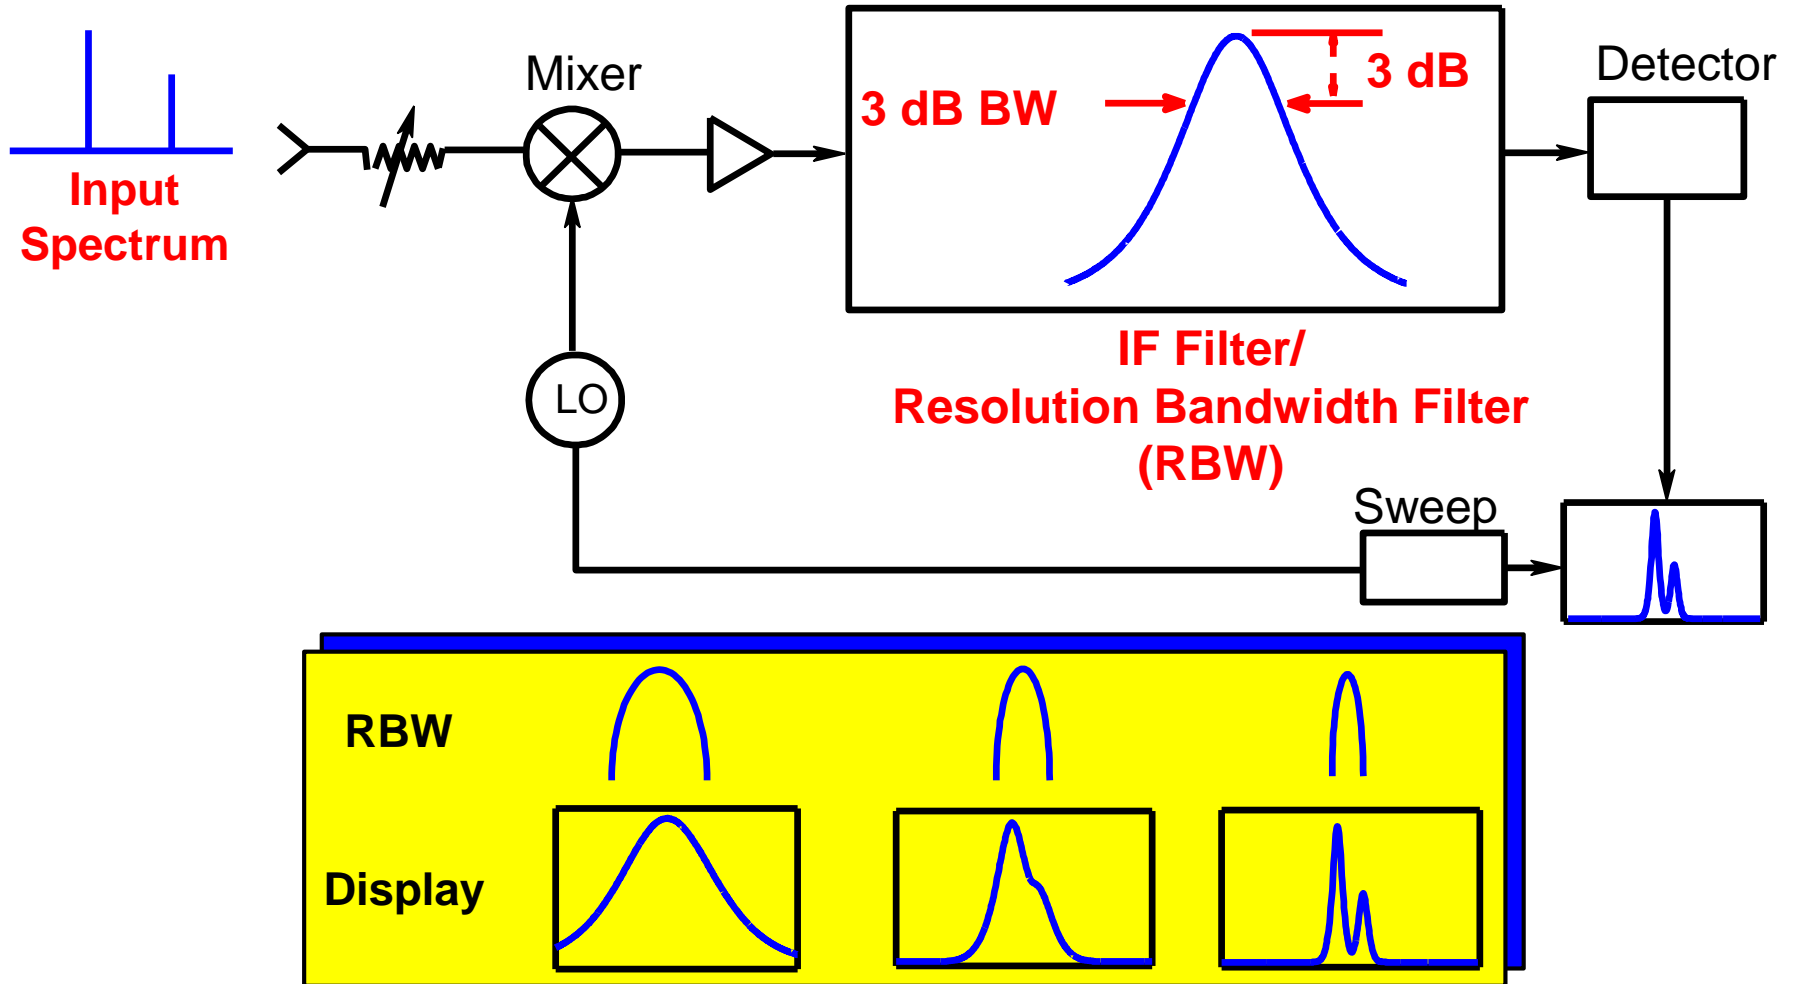 Mixer
3 dB
3 dB BW
Detector
Input
Spectrum
IF Filter/
Resolution Bandwidth Filter
(RBW)
LO
Sweep
RBW
Display